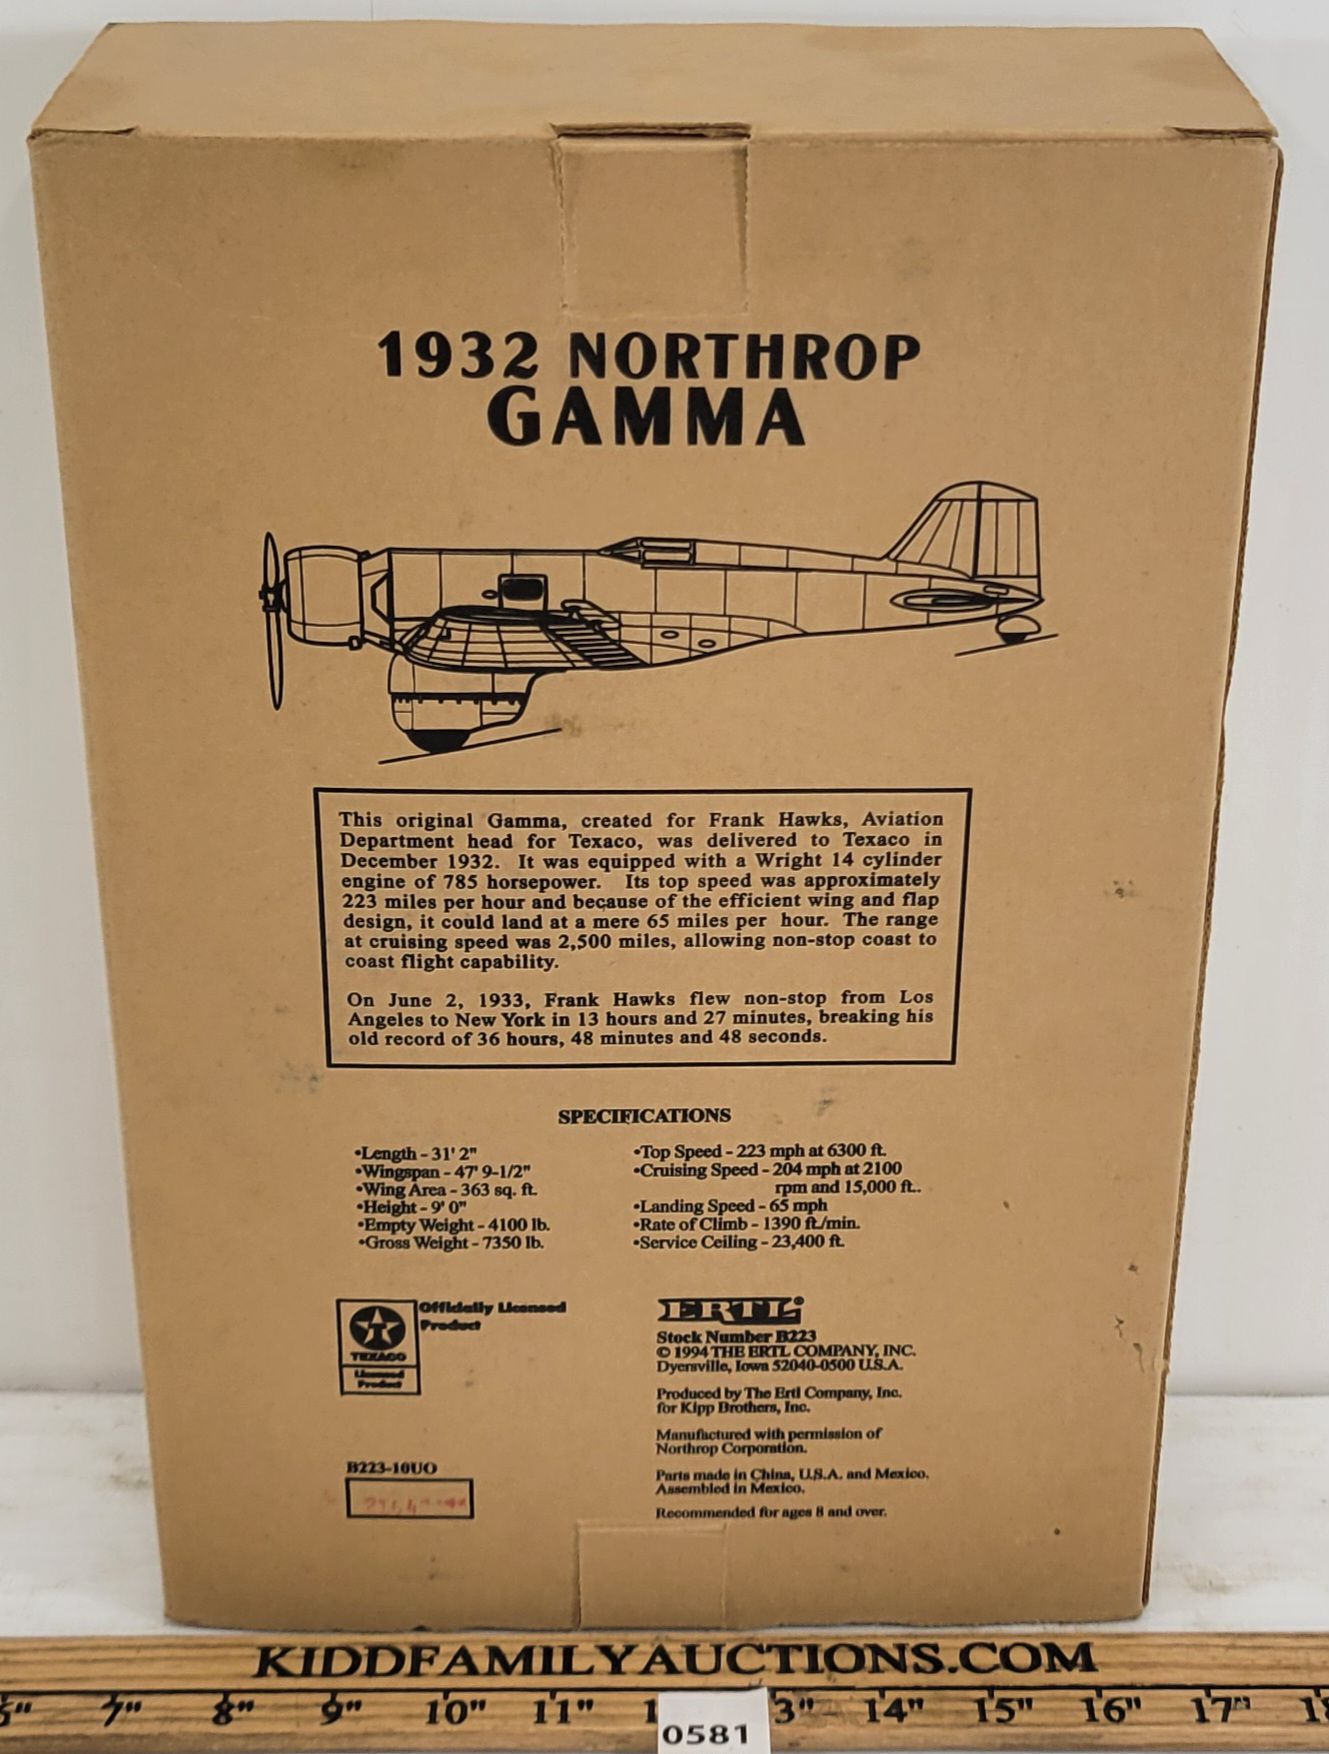 1932 NORTHROP
GAMMA
This original Gamma, created for Frank Hawks, Aviation
Department head for Texaco, was delivered to Texaco in
December 1932. It was equipped with a Wright 14 cylinder
engine of 785 horsepower. Its top speed was approximately
223 miles per hour and because of the efficient wing and flap
design, it could land at a mere 65 miles per hour. The range
at cruising speed was 2,500 miles, allowing non-stop coast to
coast flight capability.
On June 2, 1933, Frank Hawks flew non-stop from Los
Angeles to New York in 13 hours and 27 minutes, breaking his
old record of 36 hours, 48 minutes and 48 seconds.
SPECIFICATIONS
•Length - 31' 2"
•Wingspan - 47' 9-1/2"
•Wing Area - 363 sq. ft.
•Height - 9' 0"
•Empty Weight - 4100 lb.
•Gross Weight - 7350 lb.
•Top Speed - 223 mph at 6300 ft.
•Cruising Speed - 204 mph at 2100
rpm and 15,000 ft..
•Landing Speed - 65 mph
•Rate of Climb - 1390 ft./min.
•Service Ceiling - 23,400 ft.
T
TEXACO
Licensed
Product
Officially Licensed
Product
B223-10UO
ERTL®
Stock Number B223
© 1994 THE ERTL COMPANY, INC.
Dyersville, Iowa 52040-0500 U.S.A.
Produced by The Ertl Company, Inc.
for Kipp Brothers, Inc.
Manufactured with permission of
Northrop Corporation.
Parts made in China, U.S.A. and Mexico.
Assembled in Mexico.
Recommended for ages 8 and over.
KIDDFAMILYAUCTIONS.COM
7" 8" 9" 10" 11" 1 3" 14" 15" 16" 17" 18
0581